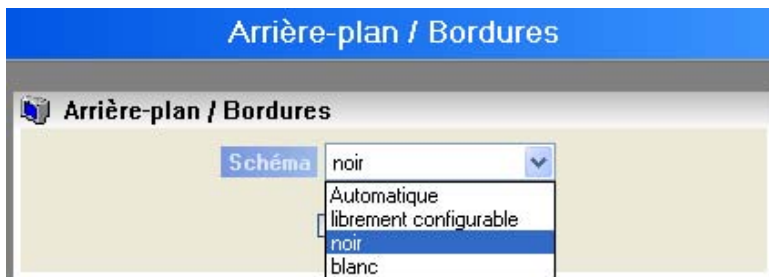 Arrière-plan / Bordures
Arrière-plan / Bordures
Schéma noir
Automatique
librement configurable
noir
blanc